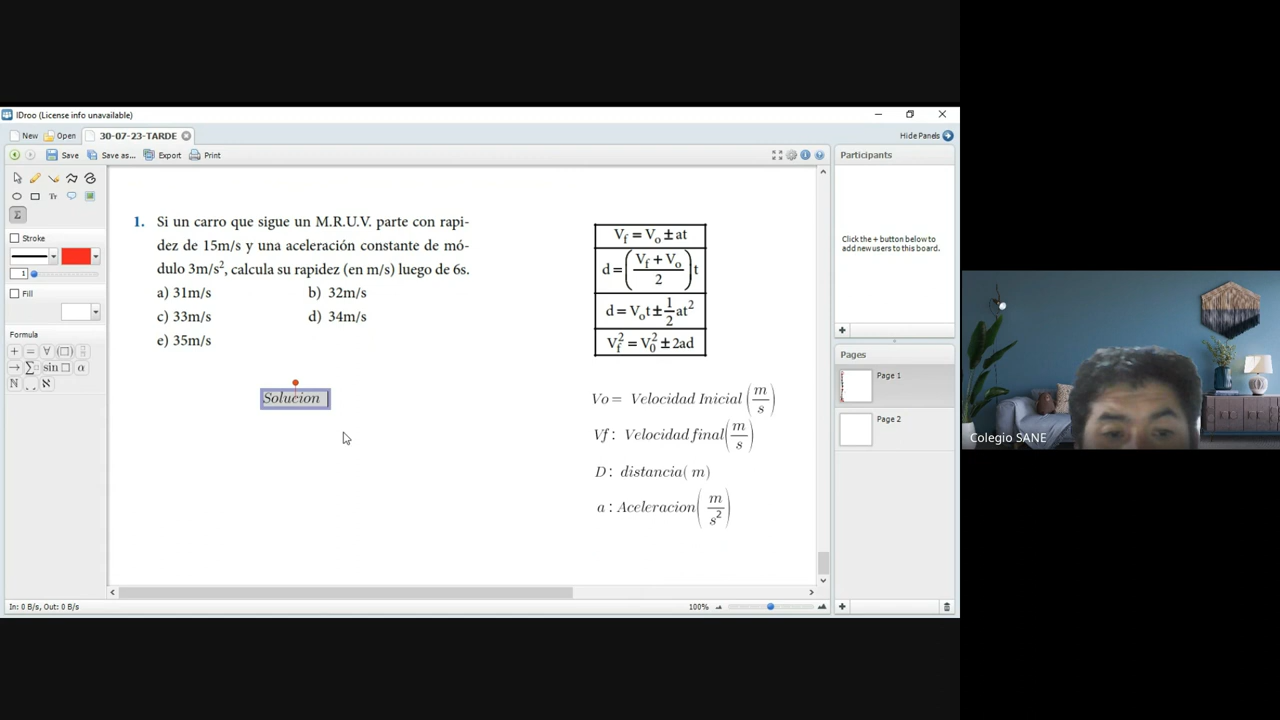 IDroo (License info unavailable)
New Open 30-07-23-TARDE Hide Panels
Save Save as... Export Print
Participants
Click the + button below to
add new users to this board.
Stroke
1
Fill
Formula
+ = ∀ (□)
→ Σ sin □ α
ℕ ℵ
1. Si un carro que sigue un M.R.U.V. parte con rapi-
dez de 15m/s y una aceleración constante de mó-
dulo 3m/s², calcula su rapidez (en m/s) luego de 6s.
a) 31m/s b) 32m/s
c) 33m/s d) 34m/s
e) 35m/s
Solucion
V_f = V_o ± at
d = ((V_f + V_o)/2) t
d = V_o t ± 1/2 at²
V_f² = V_0² ± 2ad
Vo = Velocidad Inicial (m/s)
Vf : Velocidad final (m/s)
D : distancia( m)
a : Aceleracion (m/s²)
Pages
Page 1
Page 2
Colegio SANE
In: 0 B/s, Out: 0 B/s 100%